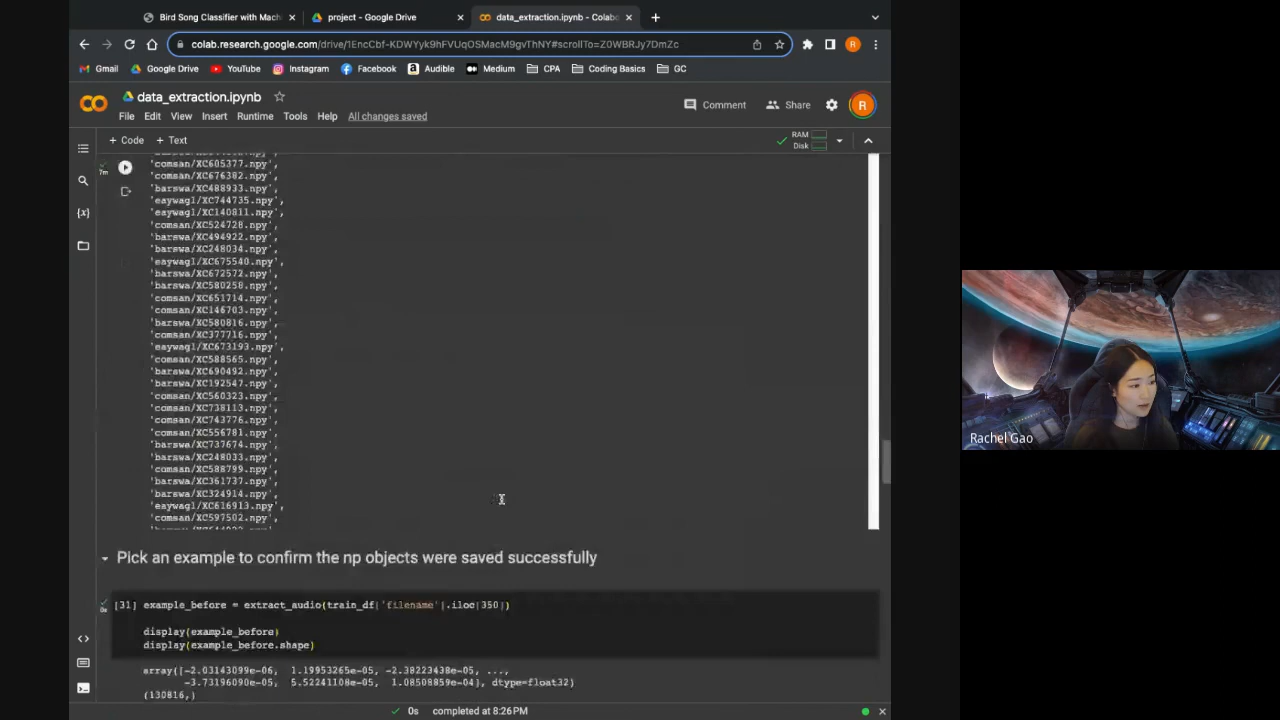 Bird Song Classifier with Mach
project - Google Drive
data_extraction.ipynb - Colabo
colab.research.google.com/drive/1EncCbf-KDWYyk9hFVUqOSMacM9gvThNY#scrollTo=Z0WBRJy7DmZc
R
Gmail
Google Drive
YouTube
Instagram
Facebook
Audible
Medium
CPA
Coding Basics
GC
data_extraction.ipynb
Comment
Share
R
File Edit View Insert Runtime Tools Help All changes saved
+ Code + Text
RAM
Disk
7m
'comsan/XC605377.npy',
'comsan/XC676382.npy',
'barswa/XC488933.npy',
'eaywag1/XC744735.npy',
'eaywag1/XC140811.npy',
'comsan/XC524728.npy',
'barswa/XC494922.npy',
'barswa/XC248034.npy',
'eaywag1/XC675540.npy',
'barswa/XC672572.npy',
'barswa/XC580258.npy',
'comsan/XC651714.npy',
'comsan/XC146703.npy',
'barswa/XC580816.npy',
'comsan/XC377716.npy',
'eaywag1/XC673193.npy',
'comsan/XC588565.npy',
'barswa/XC690492.npy',
'barswa/XC192547.npy',
'comsan/XC560323.npy',
'comsan/XC738113.npy',
'comsan/XC743776.npy',
'comsan/XC556781.npy',
'barswa/XC737674.npy',
'barswa/XC248033.npy',
'comsan/XC588799.npy',
'barswa/XC361737.npy',
'barswa/XC324914.npy',
'eaywag1/XC616913.npy',
'comsan/XC597502.npy',
Pick an example to confirm the np objects were saved successfully
[31] example_before = extract_audio(train_df['filename'].iloc[350])
0s
display(example_before)
display(example_before.shape)
array([-2.03143099e-06, 1.19953265e-05, -2.38223438e-05, ...,
-3.73196090e-05, 5.52241108e-05, 1.08508859e-04], dtype=float32)
(130816,)
0s completed at 8:26PM
Rachel Gao